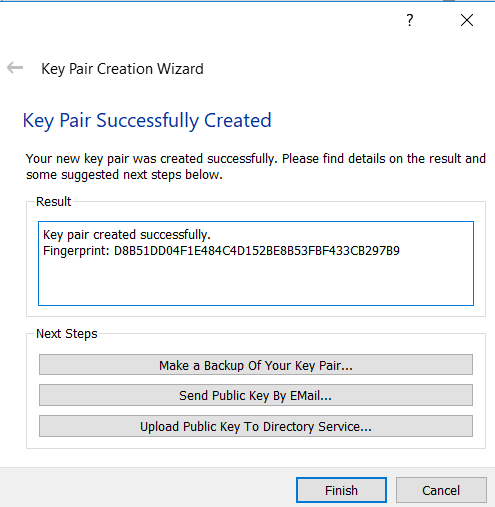 ?
Key Pair Creation Wizard
Key Pair Successfully Created
Your new key pair was created successfully. Please find details on the result and
some suggested next steps below.
Result
Key pair created successfully.
Fingerprint: D8B51DD04F1E484C4D152BE8B53FBF433CB297B9
Next Steps
Make a Backup Of Your Key Pair...
Send Public Key By EMail...
Upload Public Key To Directory Service...
Finish
Cancel